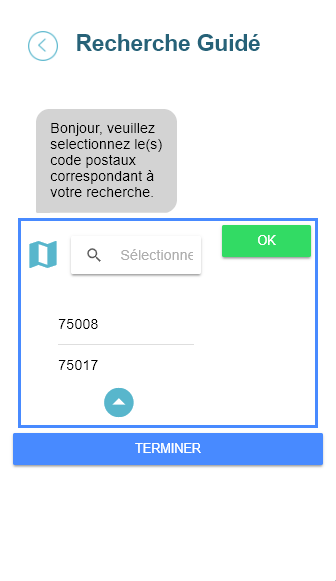 Recherche Guidé
Bonjour, veuillez
selectionnez le(s)
code postaux
correspondant à
votre recherche.
OK
Sélectionne
75008
75017
TERMINER